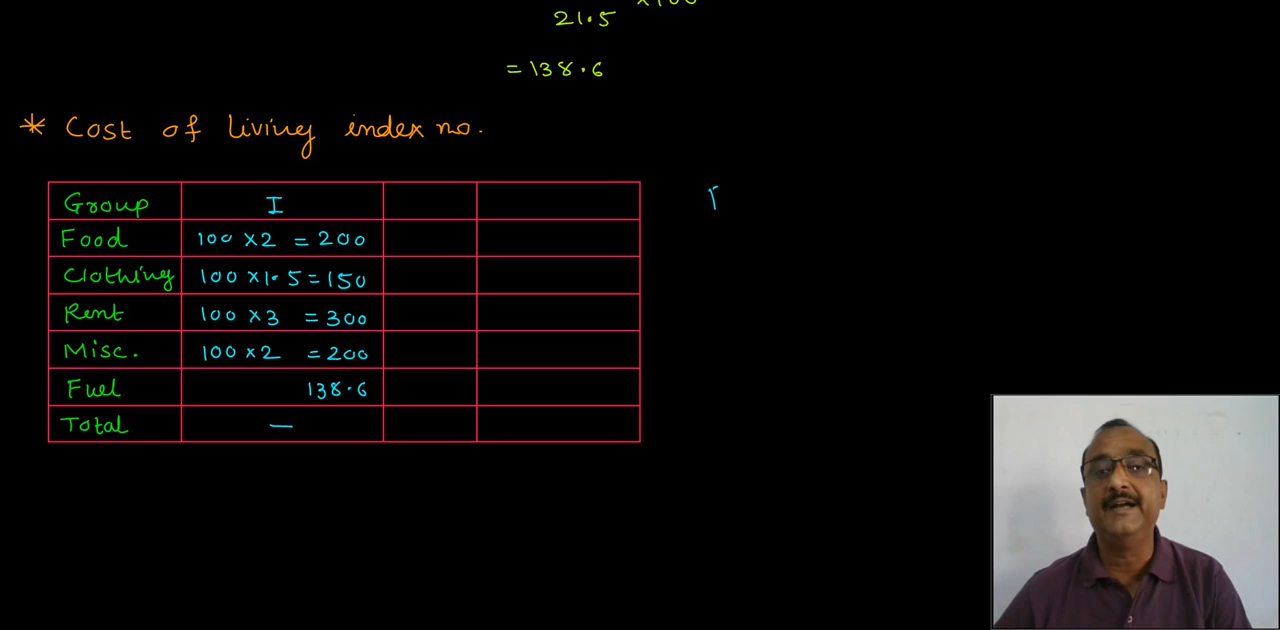 21.5 ×100
= 138.6
* Cost of living index no.
Group I
Food 100 × 2 = 200
Clothing 100 × 1.5 = 150
Rent 100 × 3 = 300
Misc. 100 × 2 = 200
Fuel 138.6
Total —